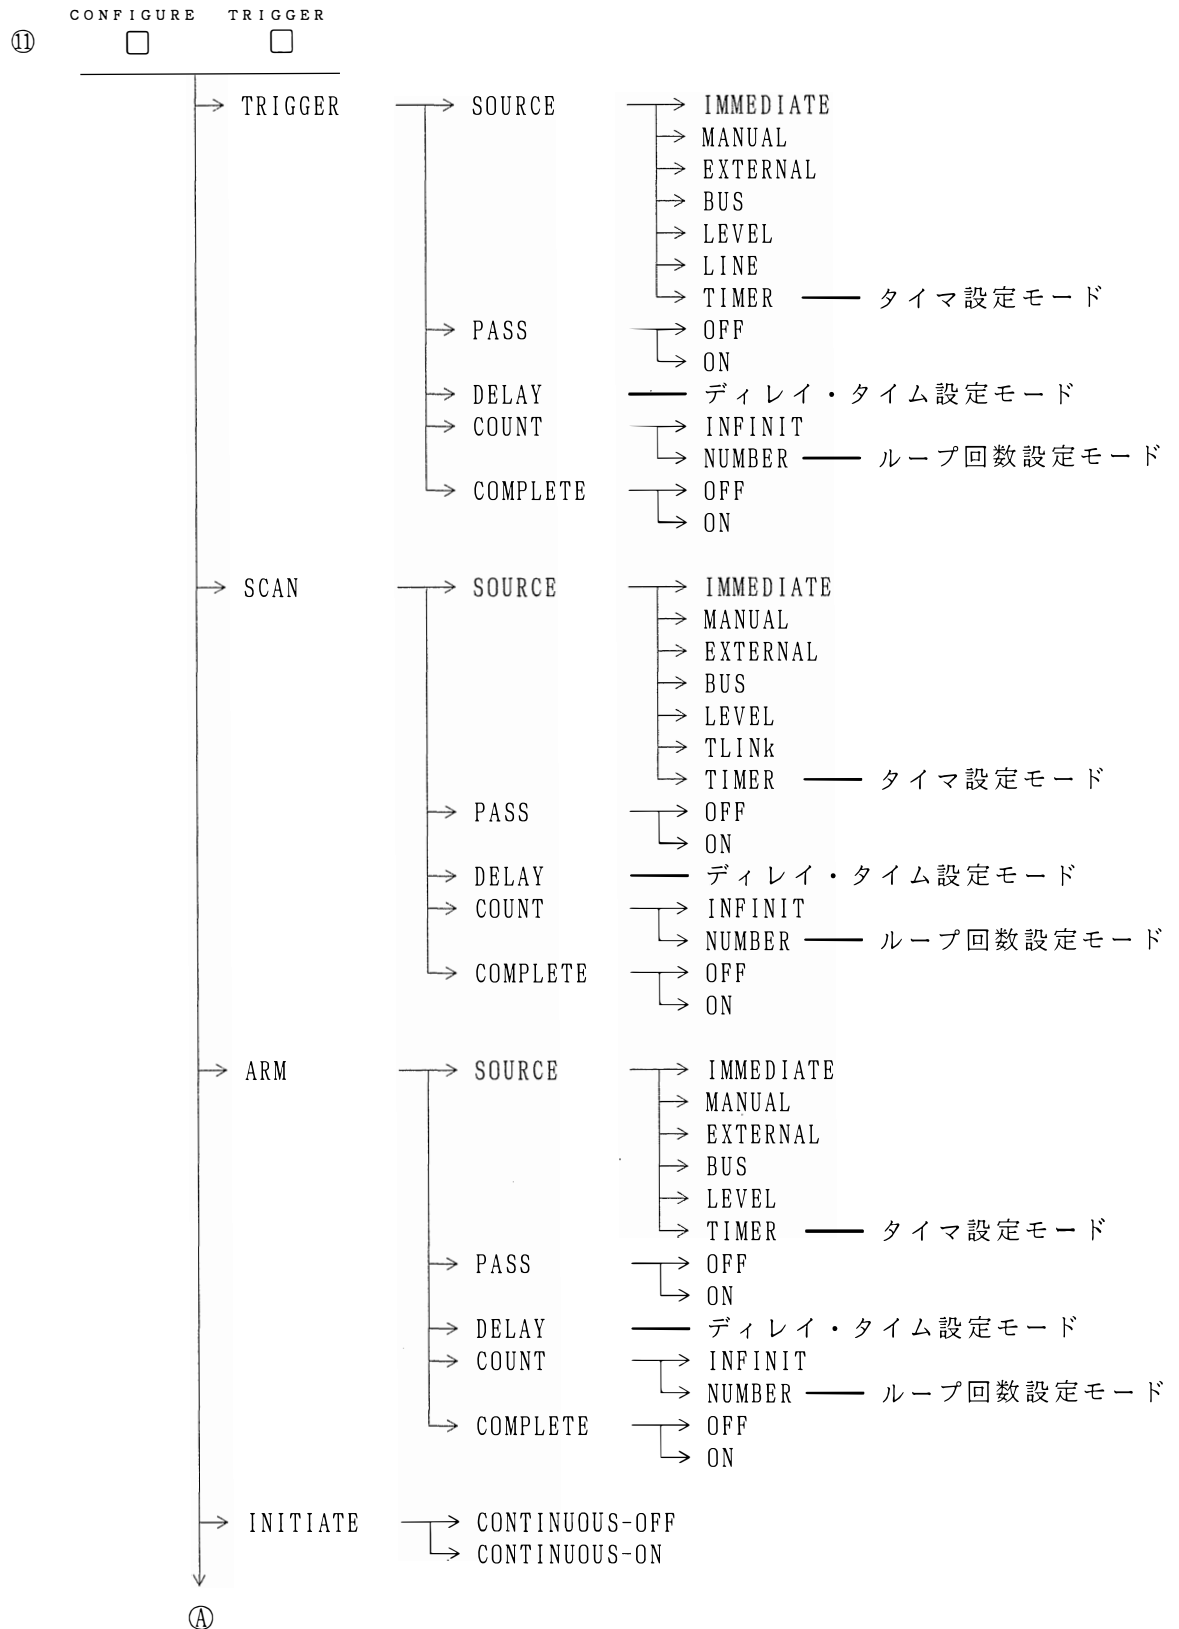 CONFIGURE TRIGGER
⑪
TRIGGER SOURCE IMMEDIATE
MANUAL
EXTERNAL
BUS
LEVEL
LINE
TIMER タイマ設定モード
PASS OFF
ON
DELAY ディレイ・タイム設定モード
COUNT INFINIT
NUMBER ループ回数設定モード
COMPLETE OFF
ON
SCAN SOURCE IMMEDIATE
MANUAL
EXTERNAL
BUS
LEVEL
TLINk
TIMER タイマ設定モード
PASS OFF
ON
DELAY ディレイ・タイム設定モード
COUNT INFINIT
NUMBER ループ回数設定モード
COMPLETE OFF
ON
ARM SOURCE IMMEDIATE
MANUAL
EXTERNAL
BUS
LEVEL
TIMER タイマ設定モード
PASS OFF
ON
DELAY ディレイ・タイム設定モード
COUNT INFINIT
NUMBER ループ回数設定モード
COMPLETE OFF
ON
INITIATE CONTINUOUS-OFF
CONTINUOUS-ON
Ⓐ